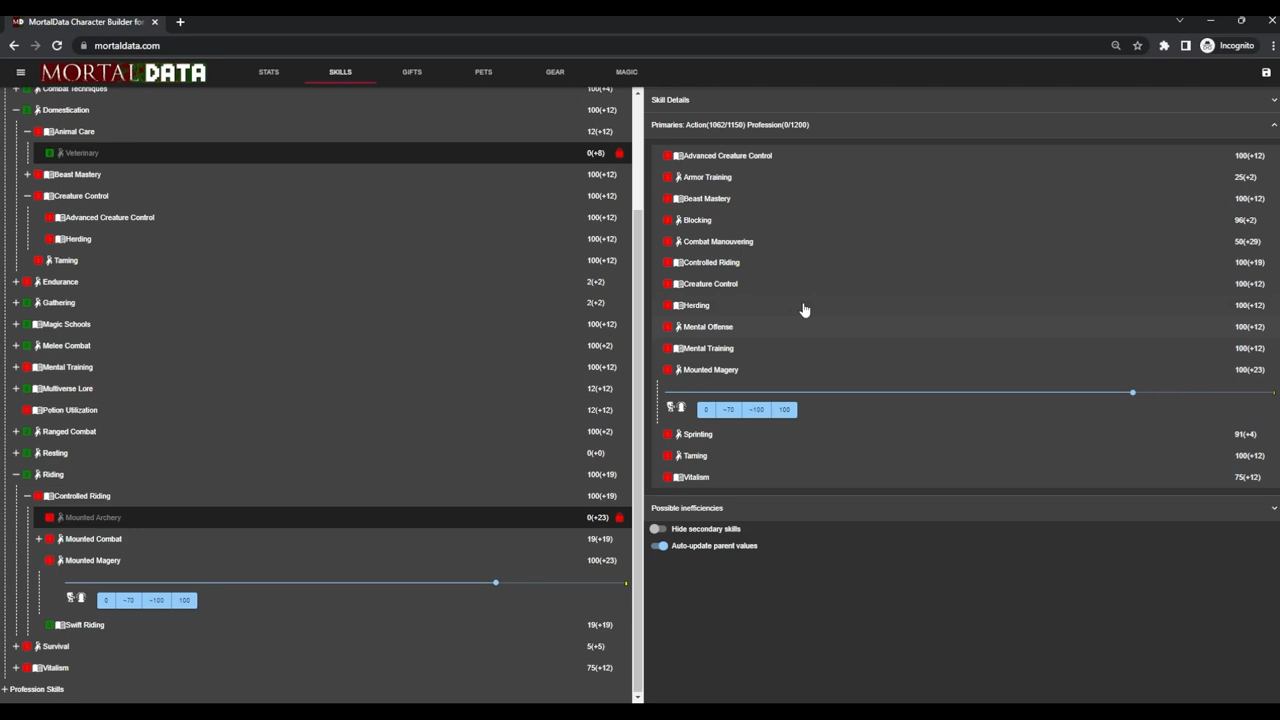 MD MortalData Character Builder for
mortaldata.com
Incognito
MORTALDATA
STATS SKILLS GIFTS PETS GEAR MAGIC
Combat Techniques 100(+4)
Domestication 100(+12)
Animal Care 12(+12)
Veterinary 0(+8)
Beast Mastery 100(+12)
Creature Control 100(+12)
Advanced Creature Control 100(+12)
Herding 100(+12)
Taming 100(+12)
Endurance 2(+2)
Gathering 2(+2)
Magic Schools 100(+12)
Melee Combat 100(+2)
Mental Training 100(+12)
Multiverse Lore 12(+12)
Potion Utilization 12(+12)
Ranged Combat 100(+2)
Resting 0(+0)
Riding 100(+19)
Controlled Riding 100(+19)
Mounted Archery 0(+23)
Mounted Combat 19(+19)
Mounted Magery 100(+23)
0 ~70 ~100 100
Swift Riding 19(+19)
Survival 5(+5)
Vitalism 75(+12)
Profession Skills
Skill Details
Primaries: Action(1062/1150) Profession(0/1200)
Advanced Creature Control 100(+12)
Armor Training 25(+2)
Beast Mastery 100(+12)
Blocking 96(+2)
Combat Manouvering 50(+29)
Controlled Riding 100(+19)
Creature Control 100(+12)
Herding 100(+12)
Mental Offense 100(+12)
Mental Training 100(+12)
Mounted Magery 100(+23)
0 ~70 ~100 100
Sprinting 91(+4)
Taming 100(+12)
Vitalism 75(+12)
Possible inefficiencies
Hide secondary skills
Auto-update parent values